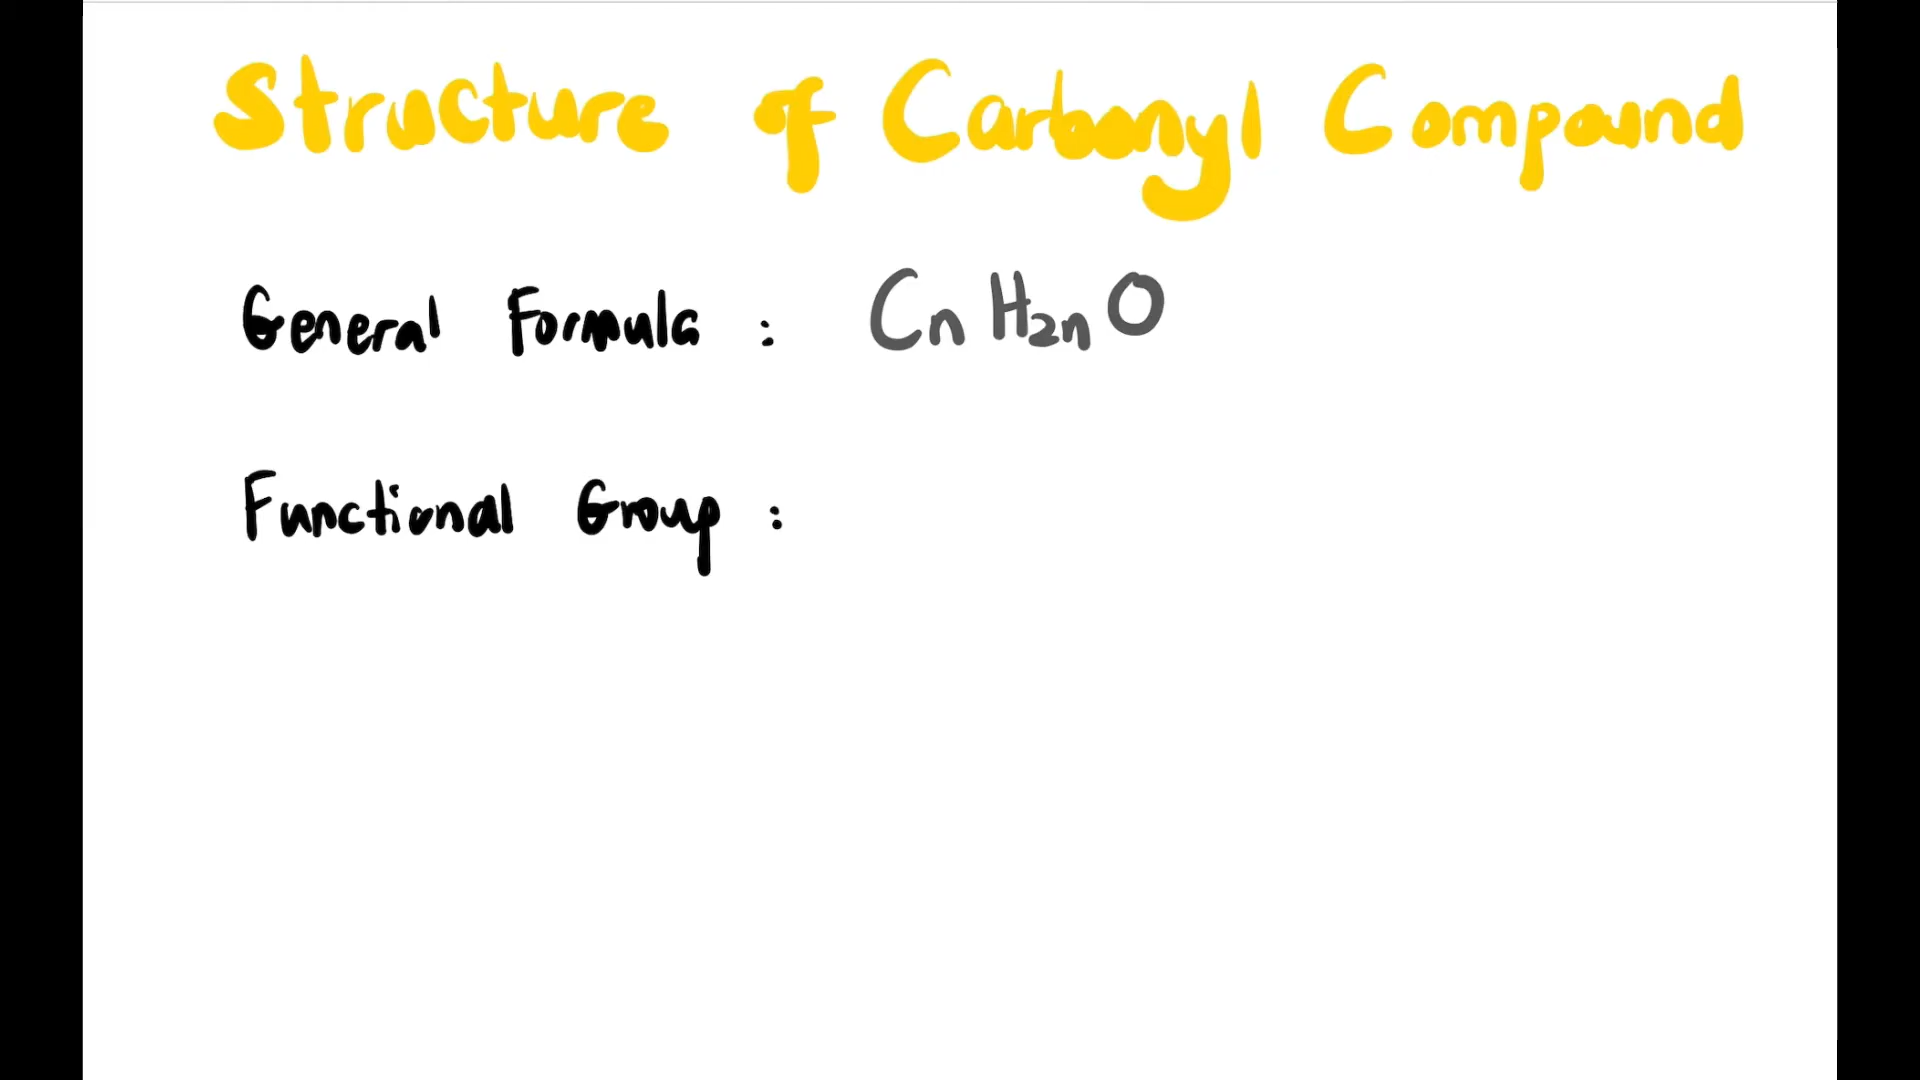 Structure of Carbonyl Compound
General Formula : CnH2nO
Functional Group :